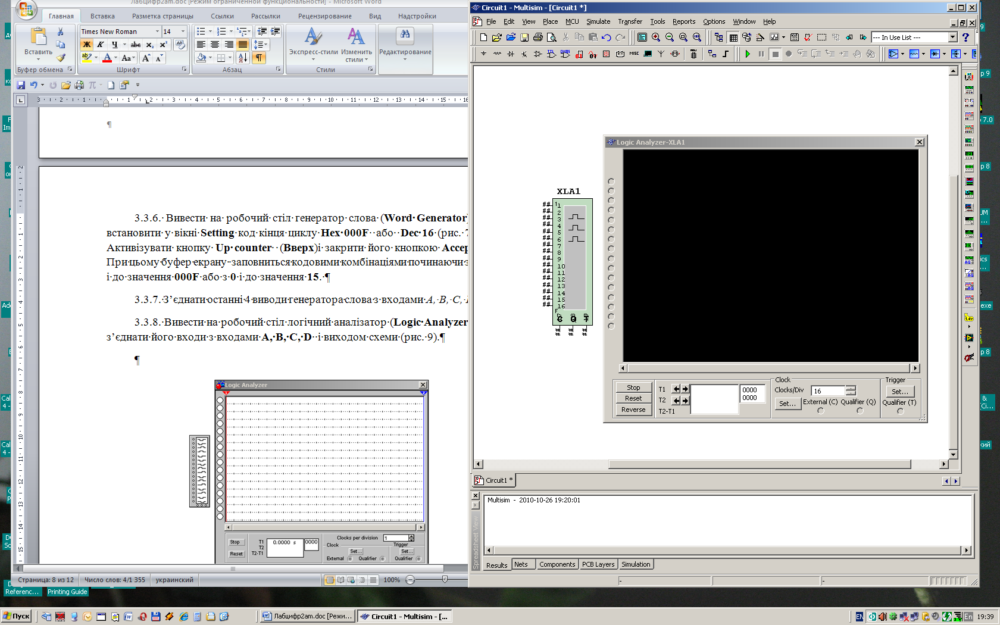 Лабцифр2am.doc [Режим ограниченной функциональности] - Microsoft Word
Главная
Вставка
Разметка страницы
Ссылки
Рассылки
Рецензирование
Вид
Надстройки
Вставить
Times New Roman
14
Экспресс-стили
Изменить стили
Редактирование
Буфер обмена
Шрифт
Абзац
Стили
3.3.6. Вивести на робочий стіл генератор слова (Word Generator)
встановити у вікні Setting код кінця циклу Hex 000F або Dec 16 (рис. 7
Активізувати кнопку Up counter (Вверх)і закрити його кнопкою Accep
При цьому буфер екрану заповниться кодовими комбінаціями починаючи з
і до значення 000F або з 0 і до значення 15.
3.3.7. З’єднати останні 4 виводи генератора слова з входами A, B, C,
3.3.8. Вивести на робочий стіл логічний аналізатор (Logic Analyzer
з’єднати його входи з входами A, B, C, D і виходом схеми (рис. 9).
Logic Analyzer
Stop
Reset
T1
T2
T2-T1
0.0000 s
0000
Clocks per division
1
Clock
Trigger
Set...
Set...
External
Qualifier
Qualifier
Страница: 8 из 12
Число слов: 4/1 355
украинский
100%
Circuit1 - Multisim - [Circuit1 *]
File Edit View Place MCU Simulate Transfer Tools Reports Options Window Help
--- In Use List ---
MISC
XLA1
1
2
3
4
5
6
7
8
9
10
11
12
13
14
15
16
F
C Q T
Logic Analyzer-XLA1
Stop
Reset
Reverse
T1
T2
T2-T1
0000
0000
Clock
Clocks/Div
16
Set...
External (C)
Qualifier (Q)
Trigger
Set...
Qualifier (T)
Circuit1 *
Multisim - 2010-10-26 19:20:01
Spreadsheet View
Results
Nets
Components
PCB Layers
Simulation
Referenc...
Printing Guide
Пуск
Лабцифр2am.doc [Режи...
Circuit1 - Multisim - [...
EN
En
19:39